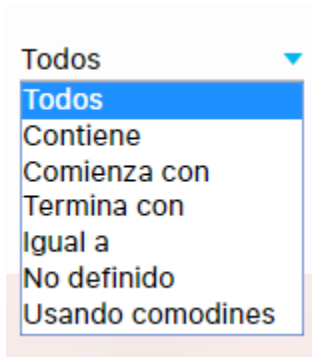 Todos
Todos
Contiene
Comienza con
Termina con
Igual a
No definido
Usando comodines